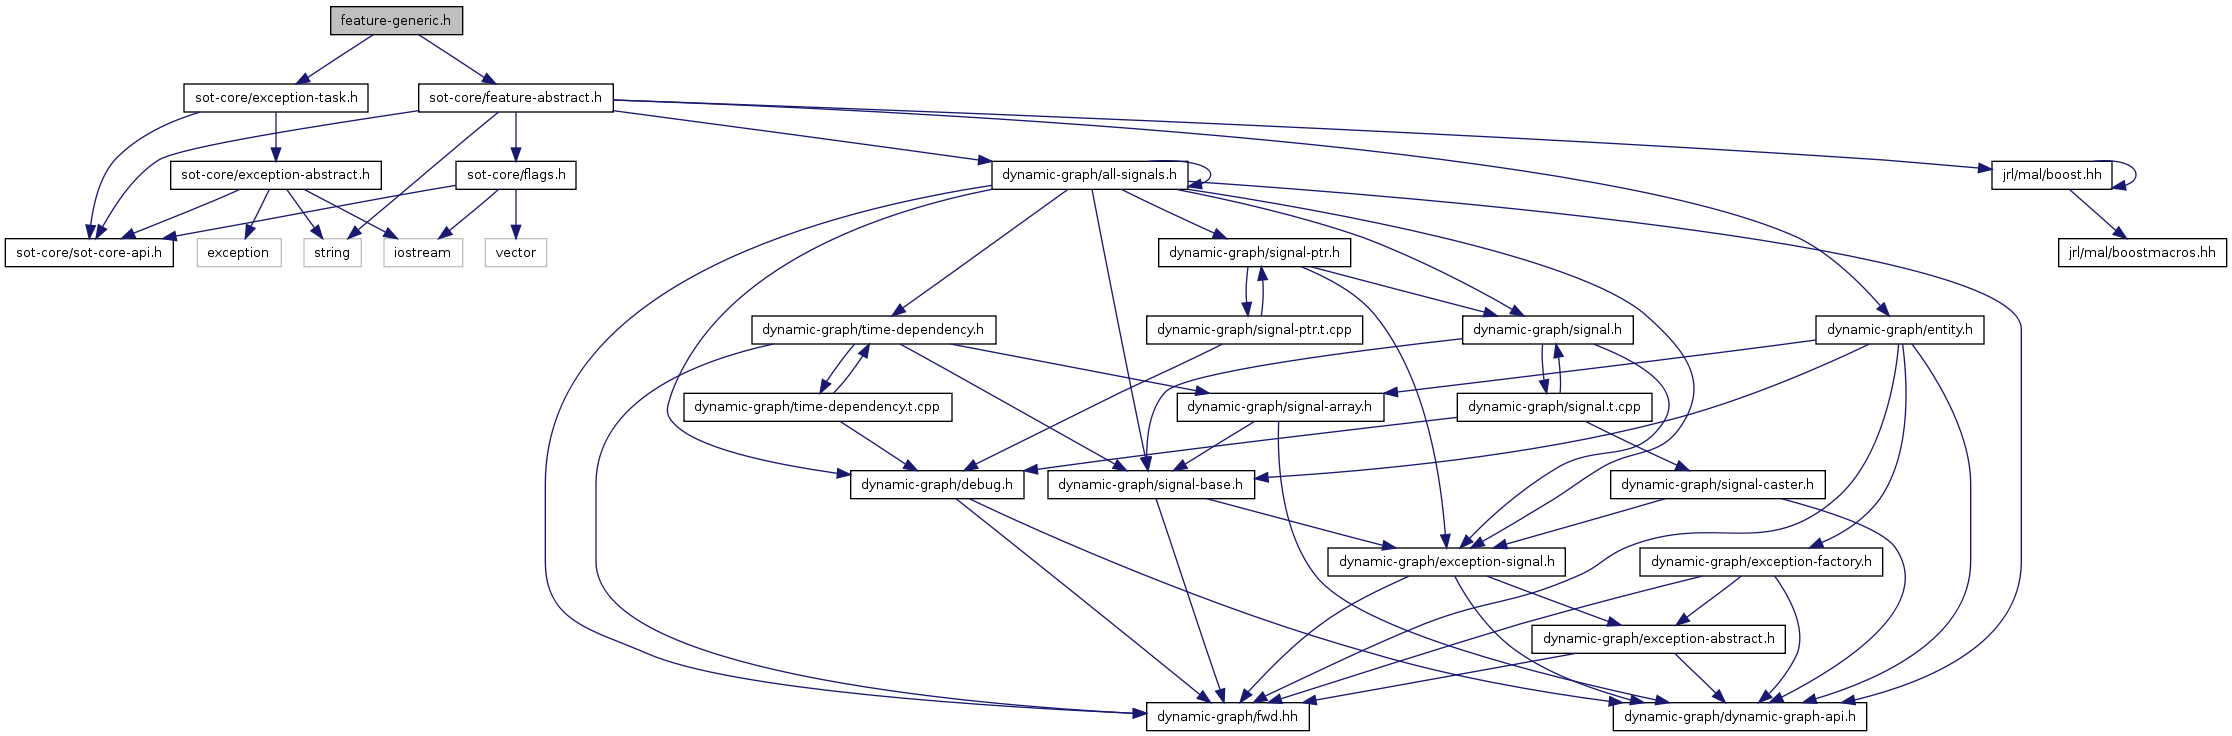 feature-generic.h
sot-core/exception-task.h
sot-core/feature-abstract.h
sot-core/exception-abstract.h
sot-core/flags.h
dynamic-graph/all-signals.h
jrl/mal/boost.hh
sot-core/sot-core-api.h
exception
string
iostream
vector
dynamic-graph/signal-ptr.h
jrl/mal/boostmacros.hh
dynamic-graph/time-dependency.h
dynamic-graph/signal-ptr.t.cpp
dynamic-graph/signal.h
dynamic-graph/entity.h
dynamic-graph/time-dependency.t.cpp
dynamic-graph/signal-array.h
dynamic-graph/signal.t.cpp
dynamic-graph/debug.h
dynamic-graph/signal-base.h
dynamic-graph/signal-caster.h
dynamic-graph/exception-signal.h
dynamic-graph/exception-factory.h
dynamic-graph/exception-abstract.h
dynamic-graph/fwd.hh
dynamic-graph/dynamic-graph-api.h